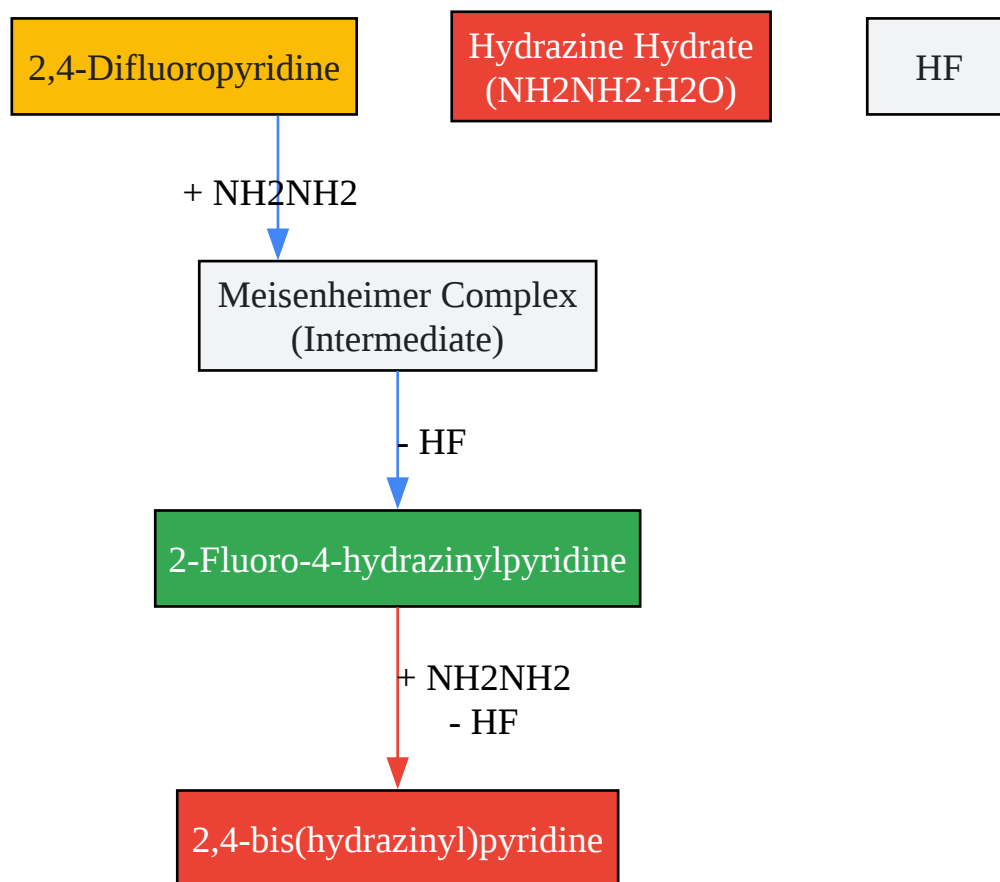 2,4-Difluoropyridine
Hydrazine Hydrate
(NH2NH2·H2O)
HF
+ NH2NH2
Meisenheimer Complex
(Intermediate)
- HF
2-Fluoro-4-hydrazinylpyridine
+ NH2NH2
- HF
2,4-bis(hydrazinyl)pyridine